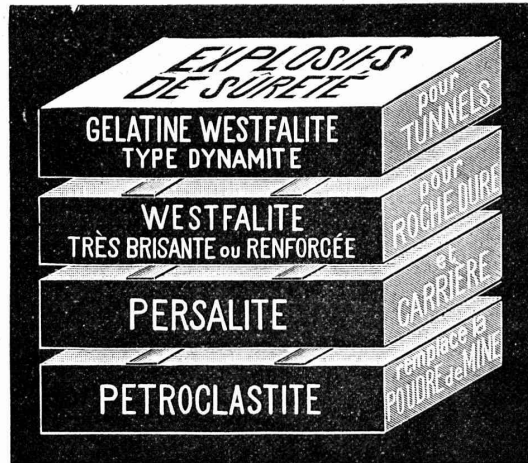 EXPLOSIFS
DE SÛRETÉ
GELATINE WESTFALITE
TYPE DYNAMITE
pour
TUNNELS
WESTFALITE
TRÈS BRISANTE ou RENFORCÉE
pour
ROCHE DURE
PERSALITE
et
CARRIÈRE
PETROCLASTITE
remplace la
POUDRE de MINE